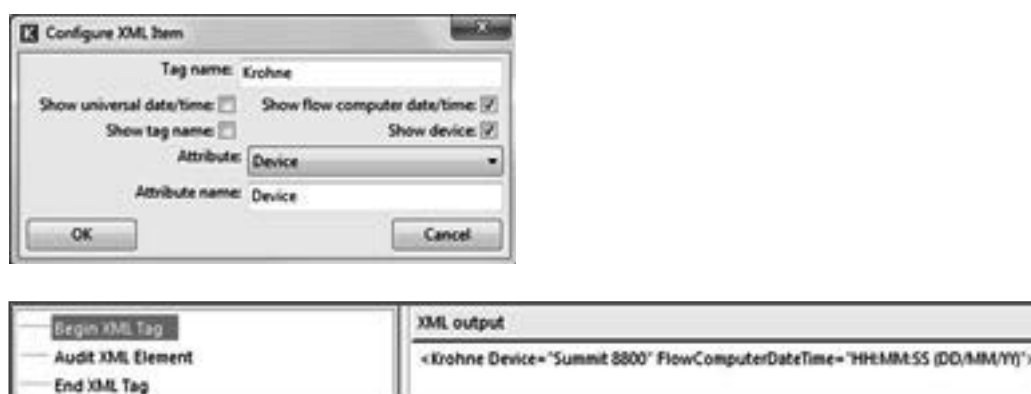 Configure XML Item
Tag name: Krohne
Show universal date/time: Show flow computer date/time:
Show tag name: Show device:
Attribute: Device
Attribute name: Device
OK Cancel
Begin XML Tag
Audit XML Element
End XML Tag
XML output
<Krohne Device="Summit 8800" FlowComputerDateTime="HH:MM:SS (DD/MM/YY)">